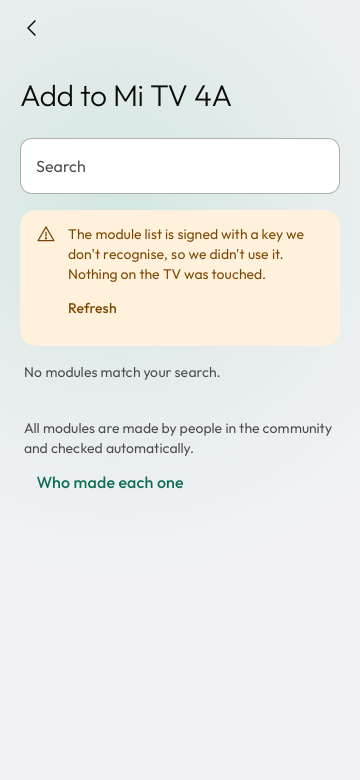 Add to Mi TV 4A
Search
The module list is signed with a key we
don't recognise, so we didn't use it.
Nothing on the TV was touched.
Refresh
No modules match your search.
All modules are made by people in the community
and checked automatically.
Who made each one